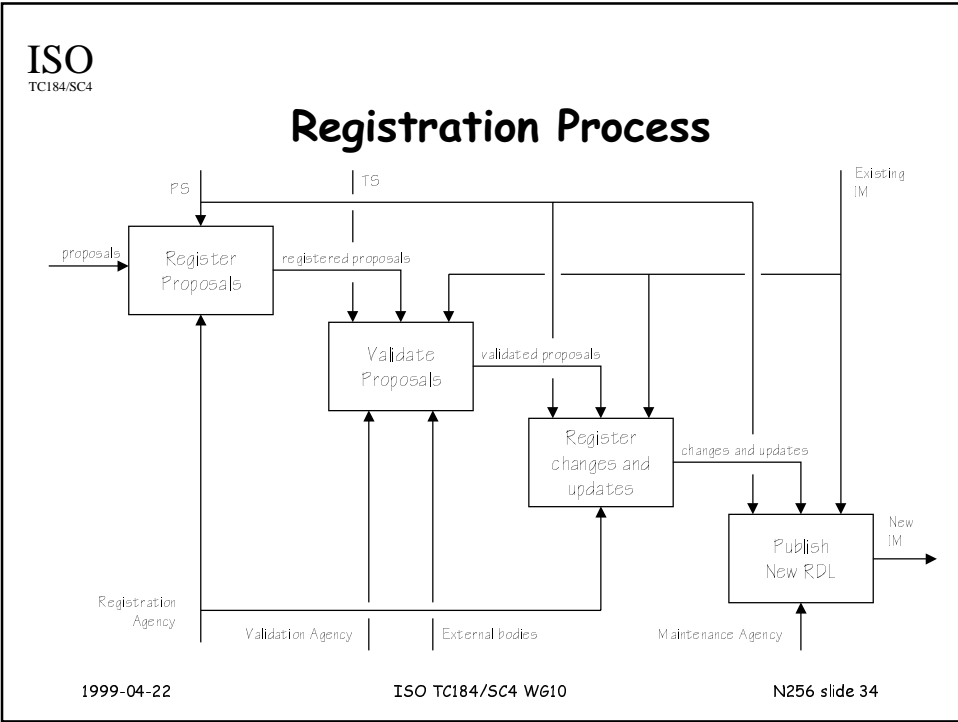 ISO
TC184/SC4
Registration Process
PS
TS
Existing
IM
proposals
Register
Proposals
registered proposals
Validate
Proposals
validated proposals
Register
changes and
updates
changes and updates
Publish
New RDL
New
IM
Registration
Agency
Validation Agency
External bodies
Maintenance Agency
1999-04-22
ISO TC184/SC4 WG10
N256 slide 34